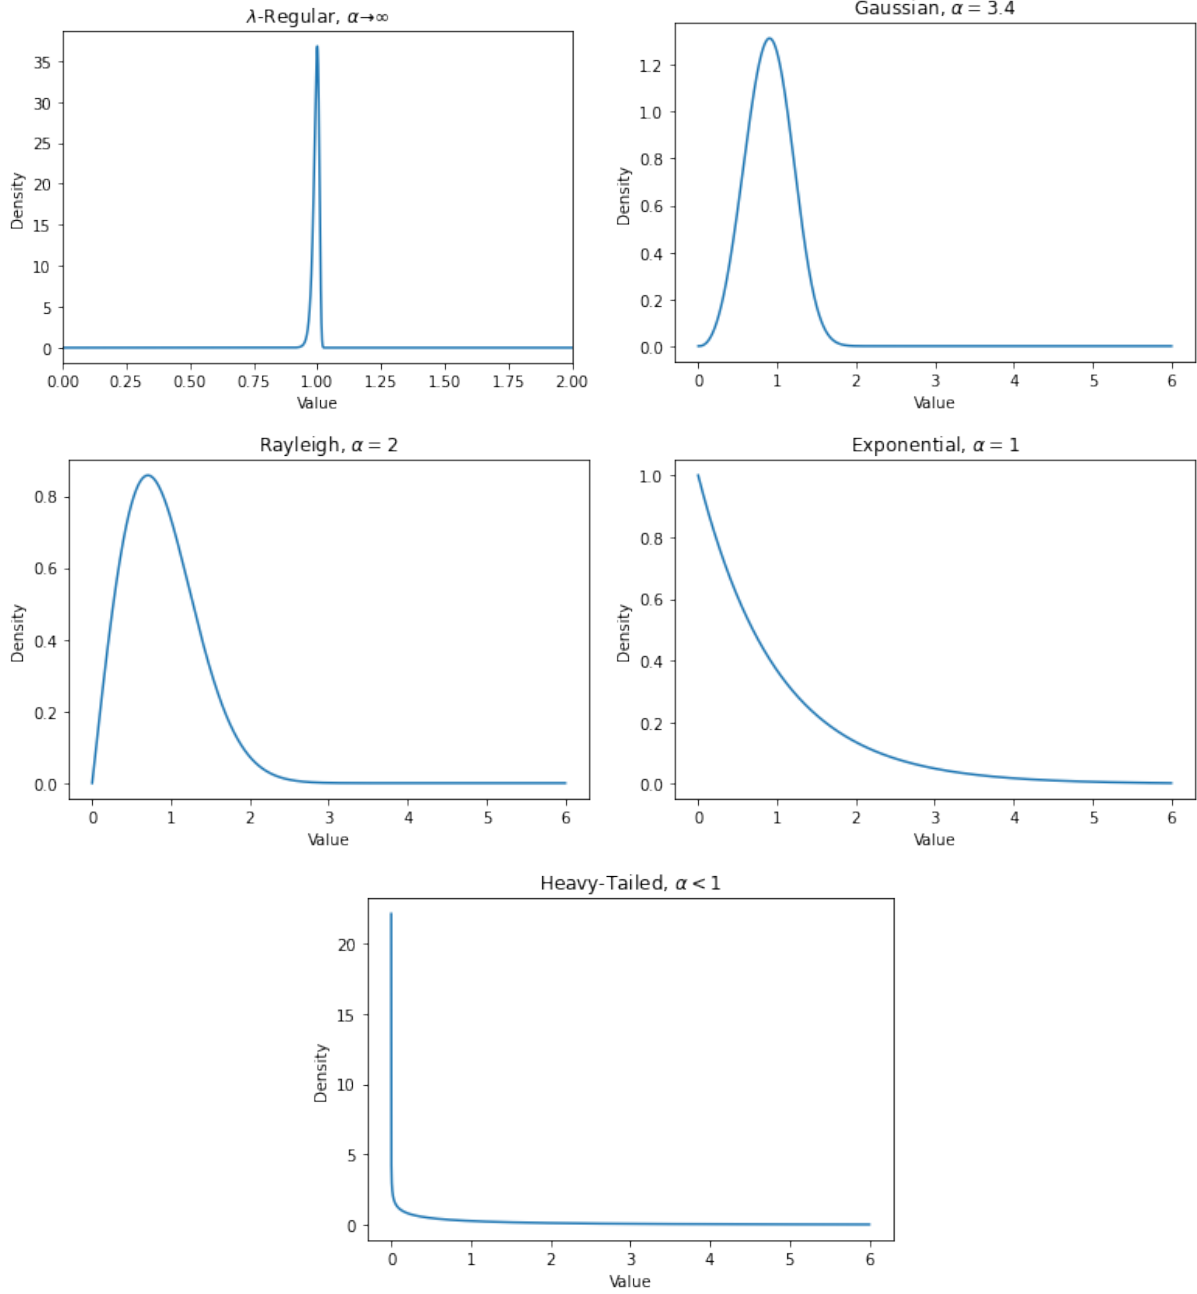 λ-Regular, α→∞
35
30
25
20
15
10
5
0
Density
0.00 0.25 0.50 0.75 1.00 1.25 1.50 1.75 2.00
Value
Gaussian, α = 3.4
1.2
1.0
0.8
0.6
0.4
0.2
0.0
Density
0 1 2 3 4 5 6
Value
Rayleigh, α = 2
0.8
0.6
0.4
0.2
0.0
Density
0 1 2 3 4 5 6
Value
Exponential, α = 1
1.0
0.8
0.6
0.4
0.2
0.0
Density
0 1 2 3 4 5 6
Value
Heavy-Tailed, α < 1
20
15
10
5
0
Density
0 1 2 3 4 5 6
Value